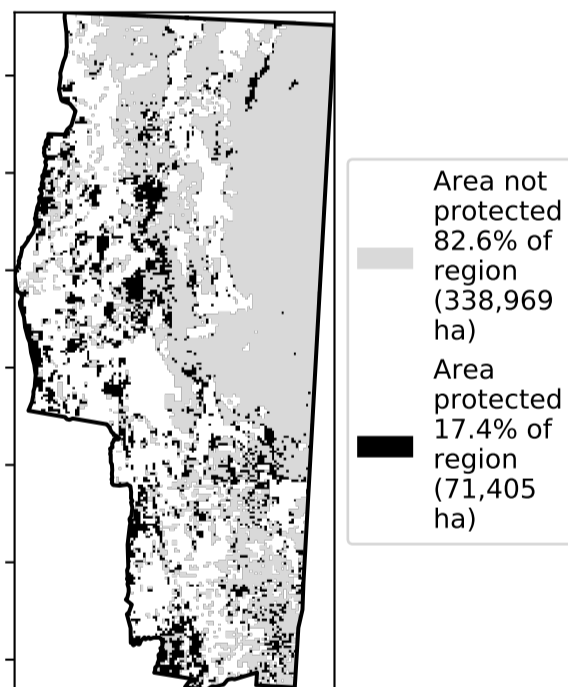 Area not
protected
82.6% of
region
(338,969
ha)
Area
protected
17.4% of
region
(71,405
ha)